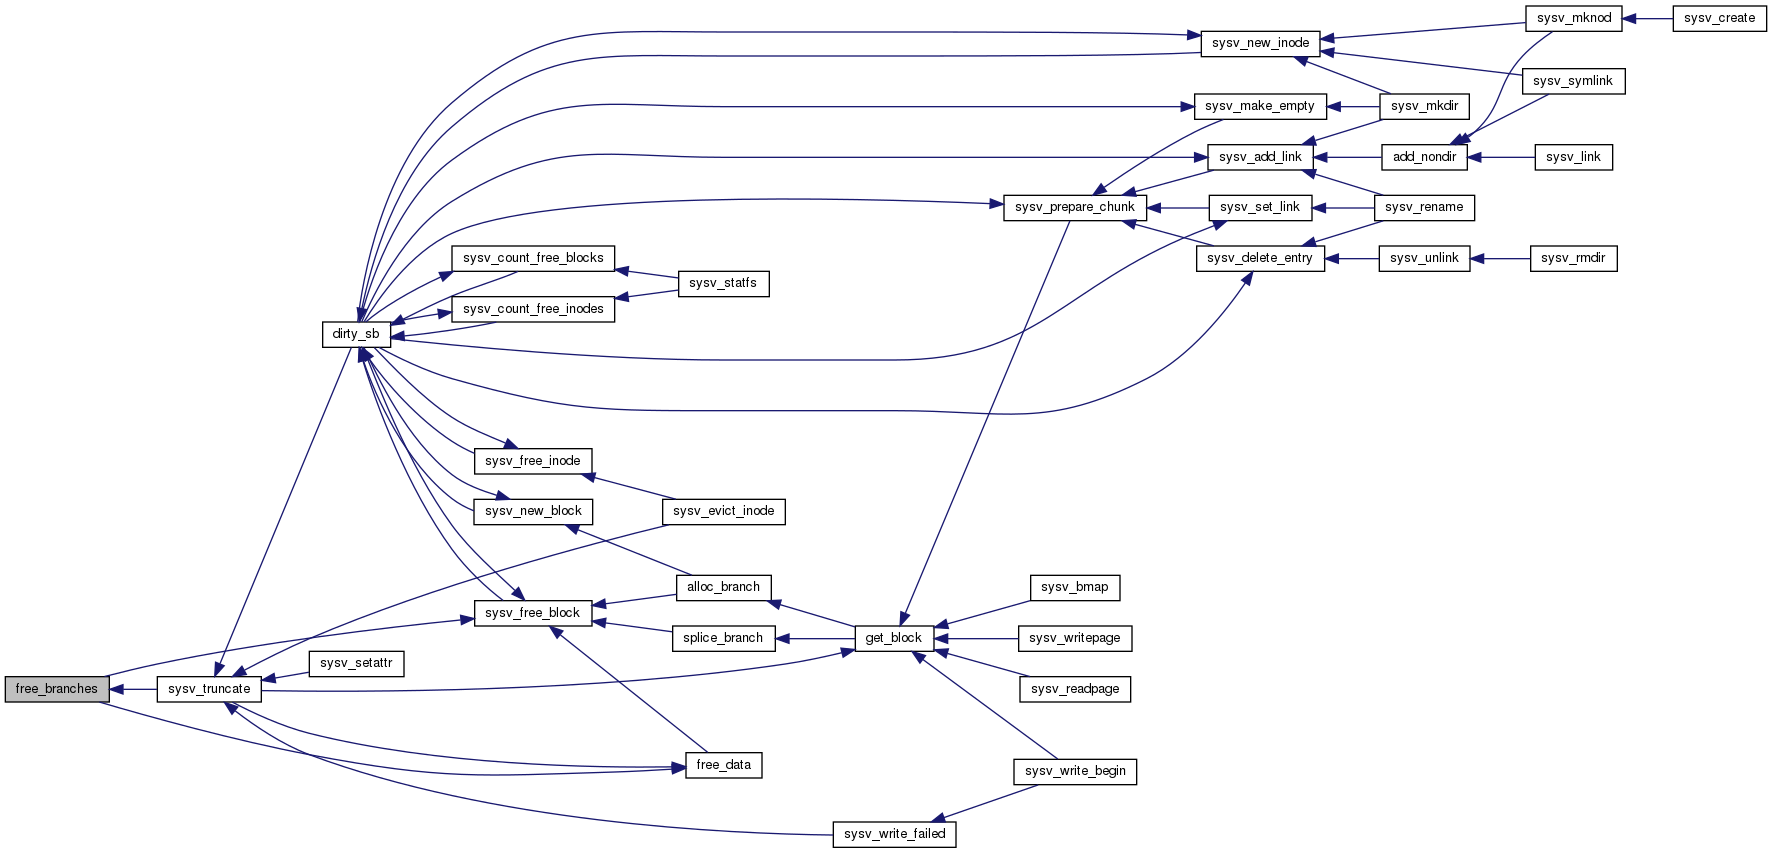 sysv_mknod
sysv_create
sysv_new_inode
sysv_symlink
sysv_make_empty
sysv_mkdir
sysv_add_link
add_nondir
sysv_link
sysv_prepare_chunk
sysv_set_link
sysv_rename
sysv_count_free_blocks
sysv_delete_entry
sysv_unlink
sysv_rmdir
sysv_statfs
sysv_count_free_inodes
dirty_sb
sysv_free_inode
sysv_new_block
sysv_evict_inode
alloc_branch
sysv_bmap
sysv_free_block
splice_branch
get_block
sysv_writepage
sysv_setattr
free_branches
sysv_truncate
sysv_readpage
free_data
sysv_write_begin
sysv_write_failed